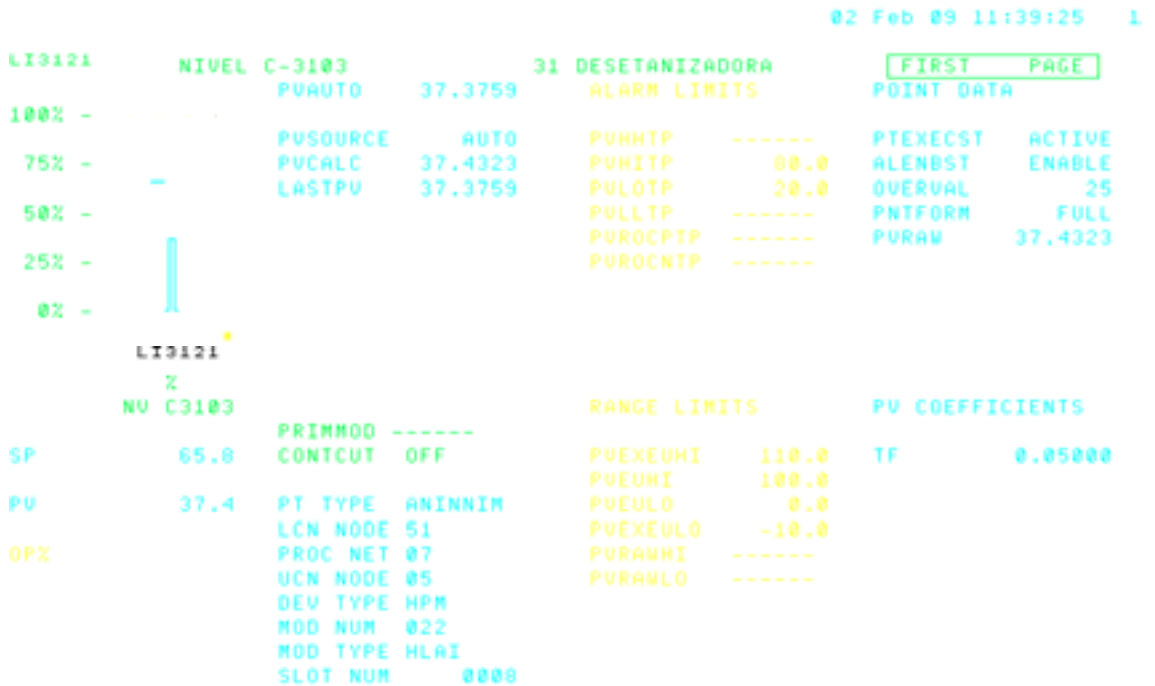 02 Feb 09 11:39:25 1
LI3121 NIVEL C-3103 31 DESETANIZADORA FIRST PAGE
PVAUTO 37.3759 ALARM LIMITS POINT DATA
100% -
PVSOURCE AUTO PVHHTP ------ PTEXECST ACTIVE
75% - PVCALC 37.4323 PVHITP 80.0 ALENBST ENABLE
LASTPV 37.3759 PVLOTP 20.0 OVERVAL 25
50% - PVLLTP ------ PNTFORM FULL
PVROCPTP ------ PVRAW 37.4323
25% - PVROCNTP ------
0% -
LI3121
%
NV C3103 RANGE LIMITS PV COEFFICIENTS
PRIMMOD ------
SP 65.8 CONTCUT OFF PVEXEUHI 110.0 TF 0.05000
PVEUHI 100.0
PV 37.4 PT TYPE ANINNIM PVEULO 0.0
LCN NODE 51 PVEXEULO -10.0
OP% PROC NET 07 PVRAWHI ------
UCN NODE 05 PVRAWLO ------
DEV TYPE HPM
MOD NUM 022
MOD TYPE HLAI
SLOT NUM 0008